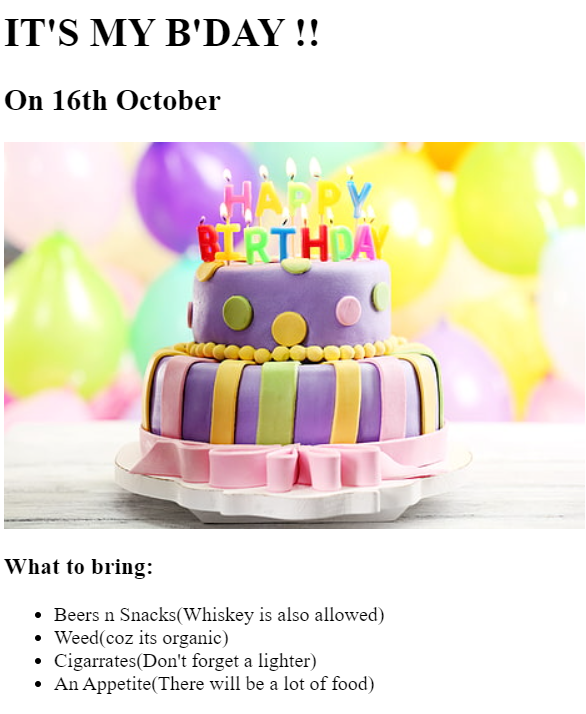 IT'S MY B'DAY !!
On 16th October
HAPPY
BIRTHDAY
What to bring:
Beers n Snacks(Whiskey is also allowed)
Weed(coz its organic)
Cigarrates(Don't forget a lighter)
An Appetite(There will be a lot of food)